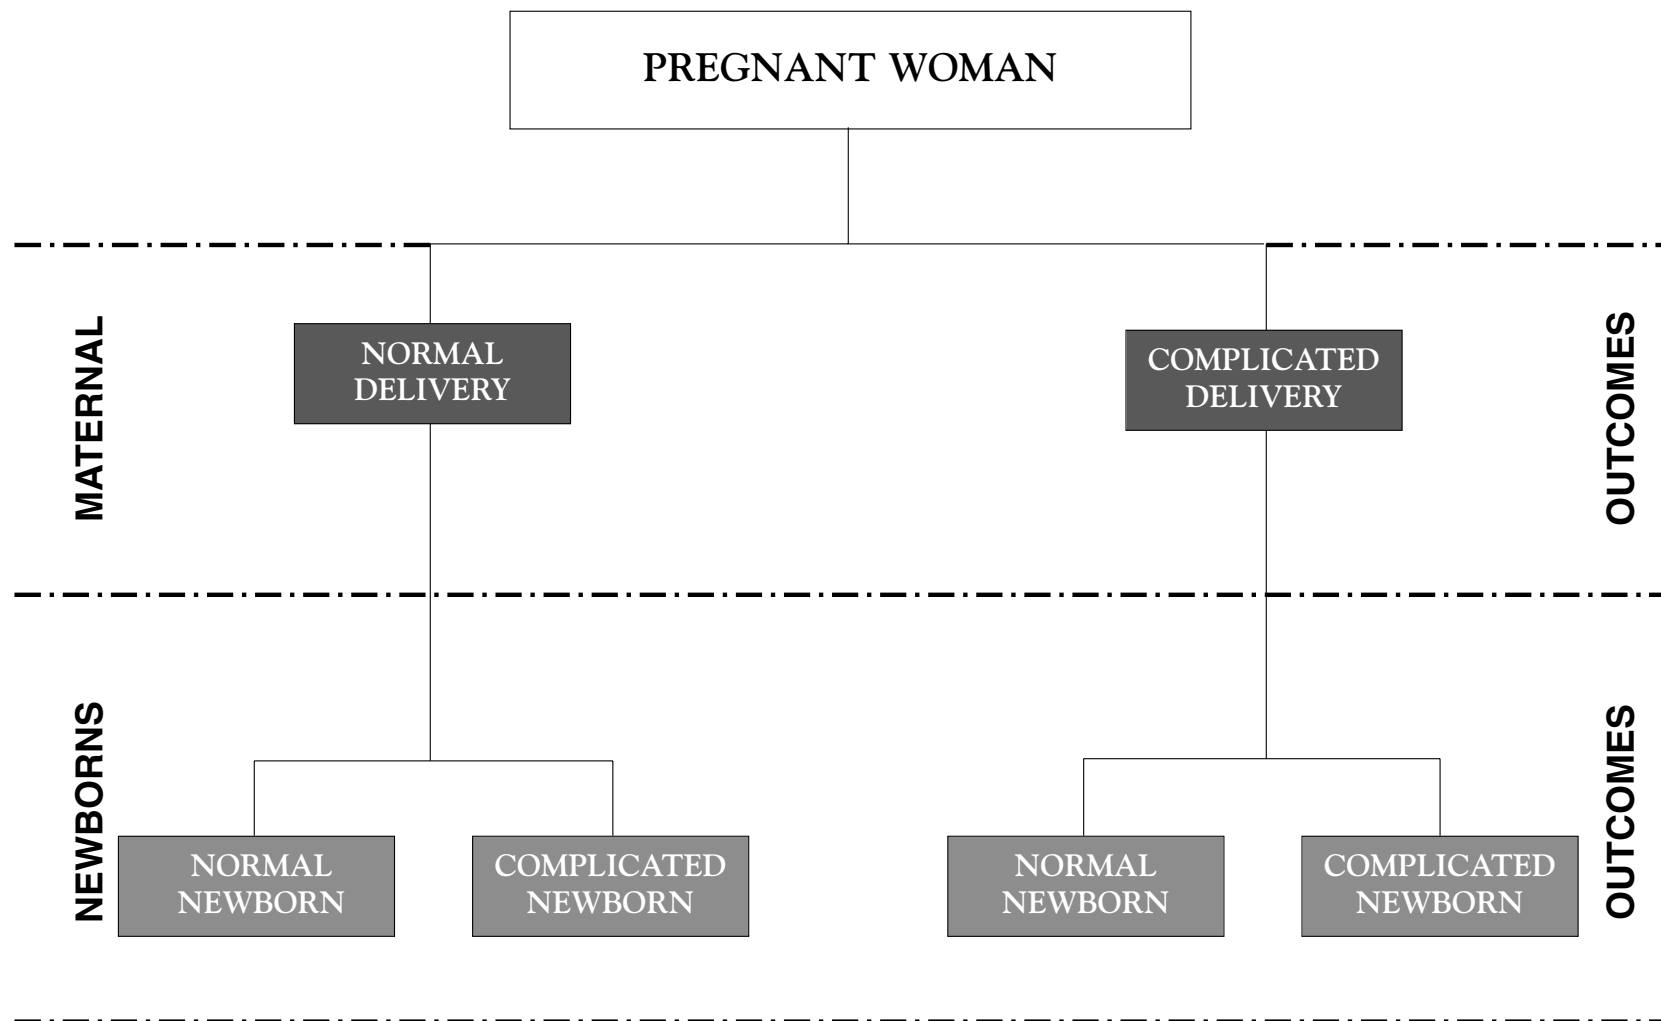 PREGNANT WOMAN
MATERNAL
NORMAL
DELIVERY
COMPLICATED
DELIVERY
OUTCOMES
NEWBORNS
NORMAL
NEWBORN
COMPLICATED
NEWBORN
NORMAL
NEWBORN
COMPLICATED
NEWBORN
OUTCOMES